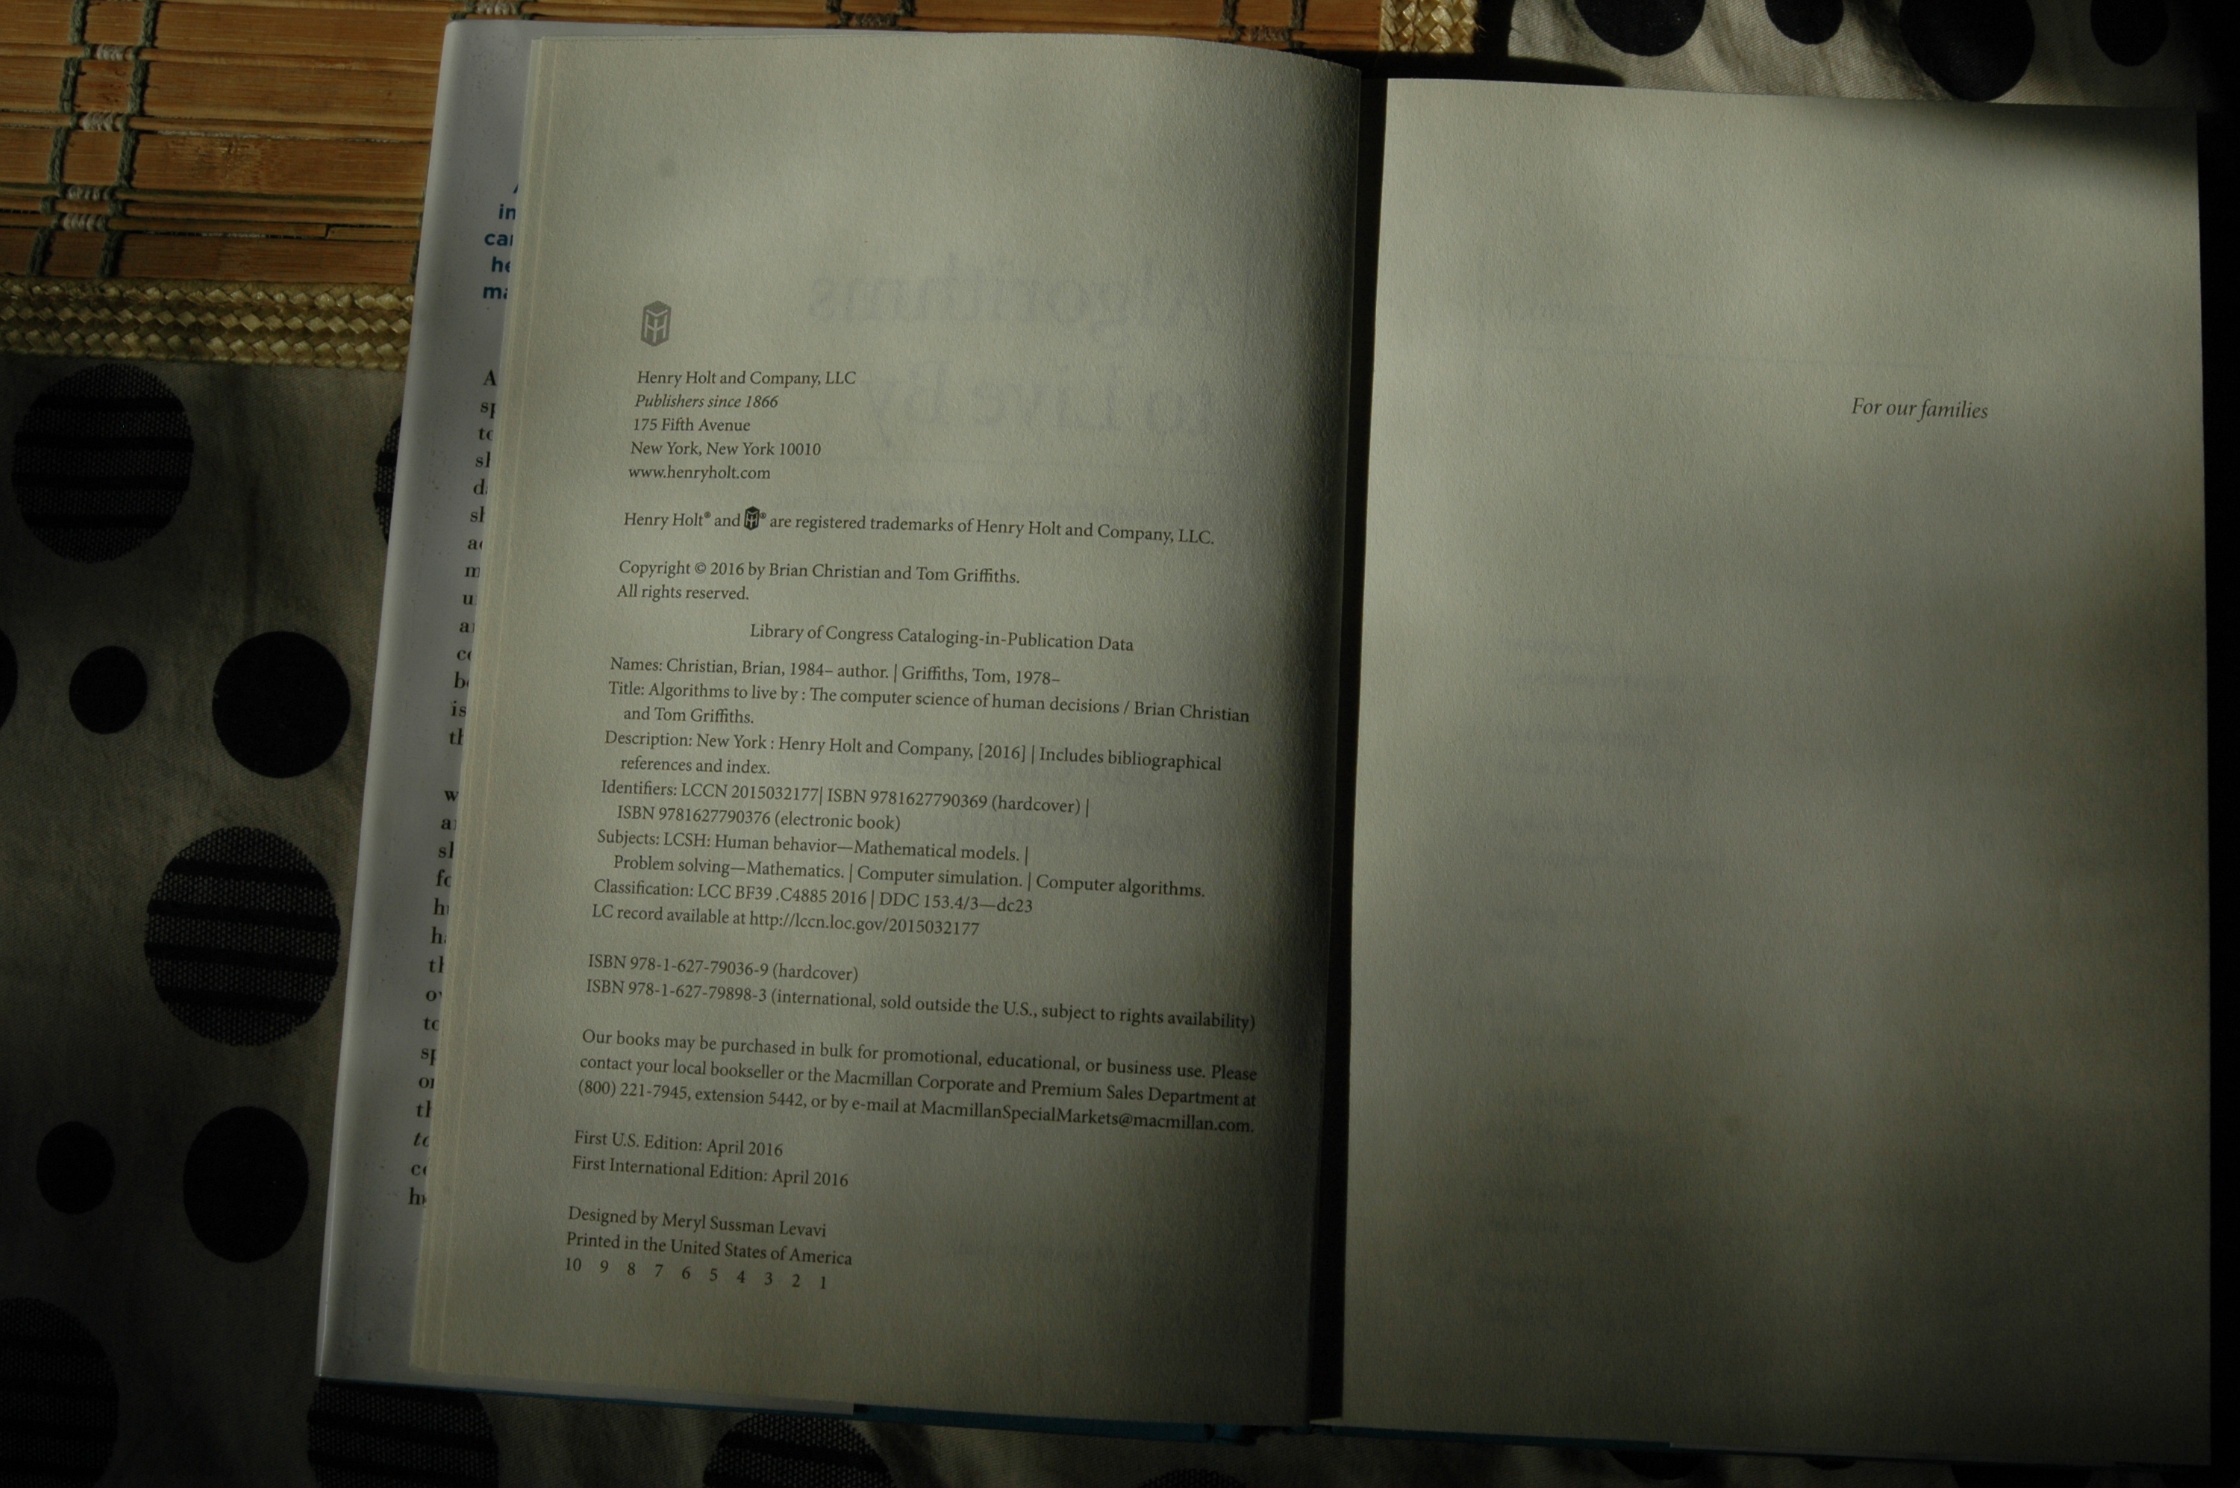 in
Henry Holt and Company, LLC
Publishers since 1866
175 Fifth Avenue
New York, New York 10010
www.henryholt.com
Henry Holt® and ® are registered trademarks of Henry Holt and Company, LLC.
Copyright © 2016 by Brian Christian and Tom Griffiths.
All rights reserved.
Library of Congress Cataloging-in-Publication Data
Names: Christian, Brian, 1984– author. | Griffiths, Tom, 1978–
Title: Algorithms to live by : The computer science of human decisions / Brian Christian
and Tom Griffiths.
Description: New York : Henry Holt and Company, [2016] | Includes bibliographical
references and index.
Identifiers: LCCN 2015032177| ISBN 9781627790369 (hardcover) |
ISBN 9781627790376 (electronic book)
Subjects: LCSH: Human behavior—Mathematical models. |
Problem solving—Mathematics. | Computer simulation. | Computer algorithms.
Classification: LCC BF39 .C4885 2016 | DDC 153.4/3—dc23
LC record available at http://lccn.loc.gov/2015032177
ISBN 978-1-627-79036-9 (hardcover)
ISBN 978-1-627-79898-3 (international, sold outside the U.S., subject to rights availability)
Our books may be purchased in bulk for promotional, educational, or business use. Please
contact your local bookseller or the Macmillan Corporate and Premium Sales Department at
(800) 221-7945, extension 5442, or by e-mail at MacmillanSpecialMarkets@macmillan.com.
First U.S. Edition: April 2016
First International Edition: April 2016
Designed by Meryl Sussman Levavi
Printed in the United States of America
10 9 8 7 6 5 4 3 2 1
For our families